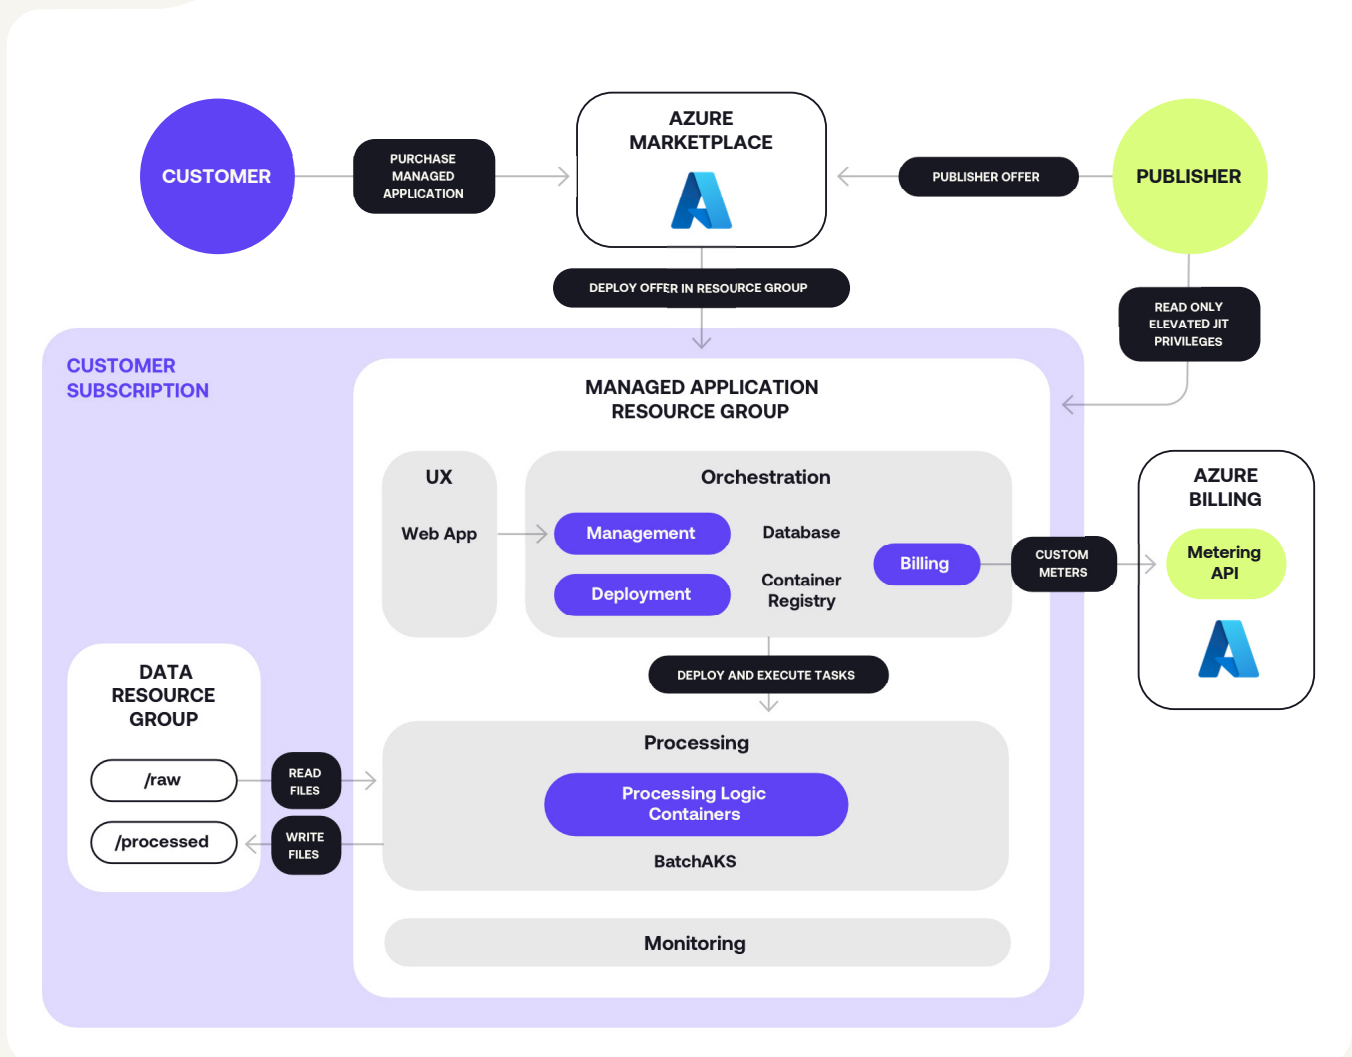 CUSTOMER
PURCHASE
MANAGED
APPLICATION
AZURE
MARKETPLACE
PUBLISHER OFFER
PUBLISHER
DEPLOY OFFER IN RESOURCE GROUP
READ ONLY
ELEVATED JIT
PRIVILEGES
CUSTOMER
SUBSCRIPTION
MANAGED APPLICATION
RESOURCE GROUP
UX
Web App
Orchestration
Management
Deployment
Database
Container
Registry
Billing
CUSTOM
METERS
AZURE
BILLING
Metering
API
DEPLOY AND EXECUTE TASKS
DATA
RESOURCE
GROUP
/raw
/processed
READ
FILES
WRITE
FILES
Processing
Processing Logic
Containers
BatchAKS
Monitoring